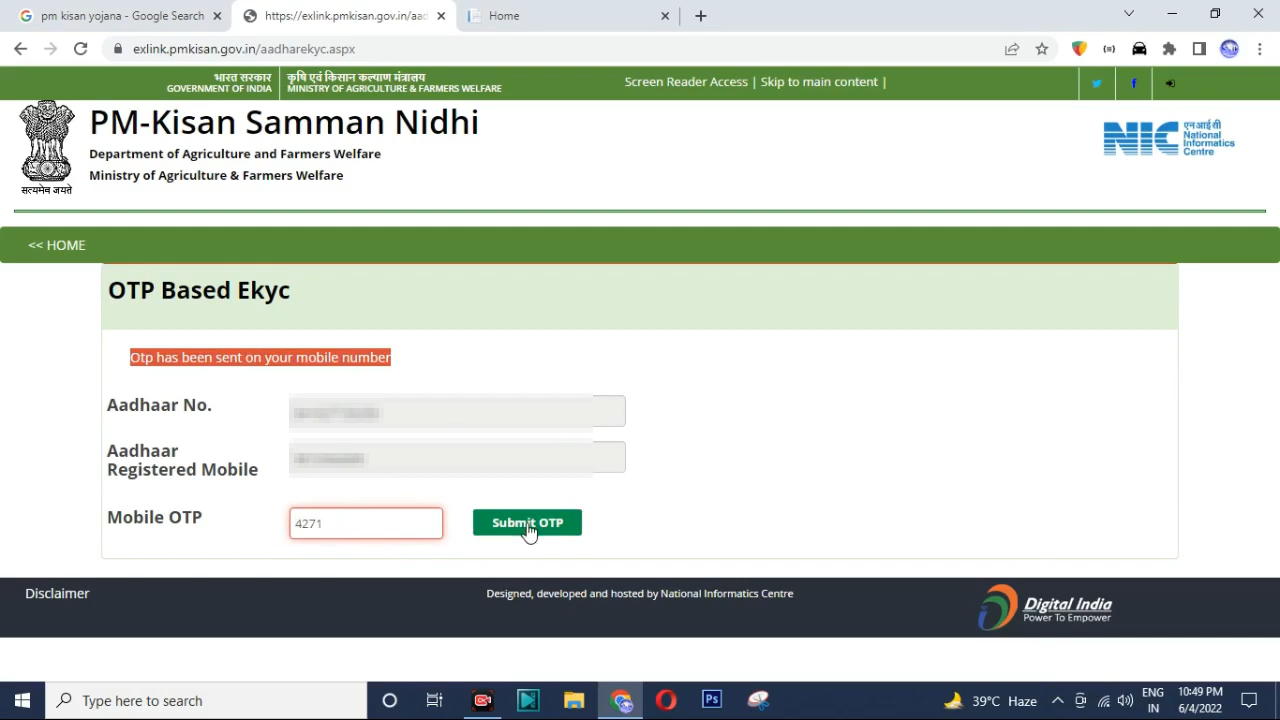 pm kisan yojana - Google Search
https://exlink.pmkisan.gov.in/aad
Home
exlink.pmkisan.gov.in/aadharekyc.aspx
भारत सरकार
GOVERNMENT OF INDIA
कृषि एवं किसान कल्याण मंत्रालय
MINISTRY OF AGRICULTURE & FARMERS WELFARE
Screen Reader Access | Skip to main content |
सत्यमेव जयते
PM-Kisan Samman Nidhi
Department of Agriculture and Farmers Welfare
Ministry of Agriculture & Farmers Welfare
NIC
एनआईसी
National
Informatics
Centre
<< HOME
OTP Based Ekyc
Otp has been sent on your mobile number
Aadhaar No.
Aadhaar
Registered Mobile
Mobile OTP
4271
Submit OTP
Disclaimer
Designed, developed and hosted by National Informatics Centre
Digital India
Power To Empower
Type here to search
Ps
39°C Haze
ENG
IN
10:49 PM
6/4/2022